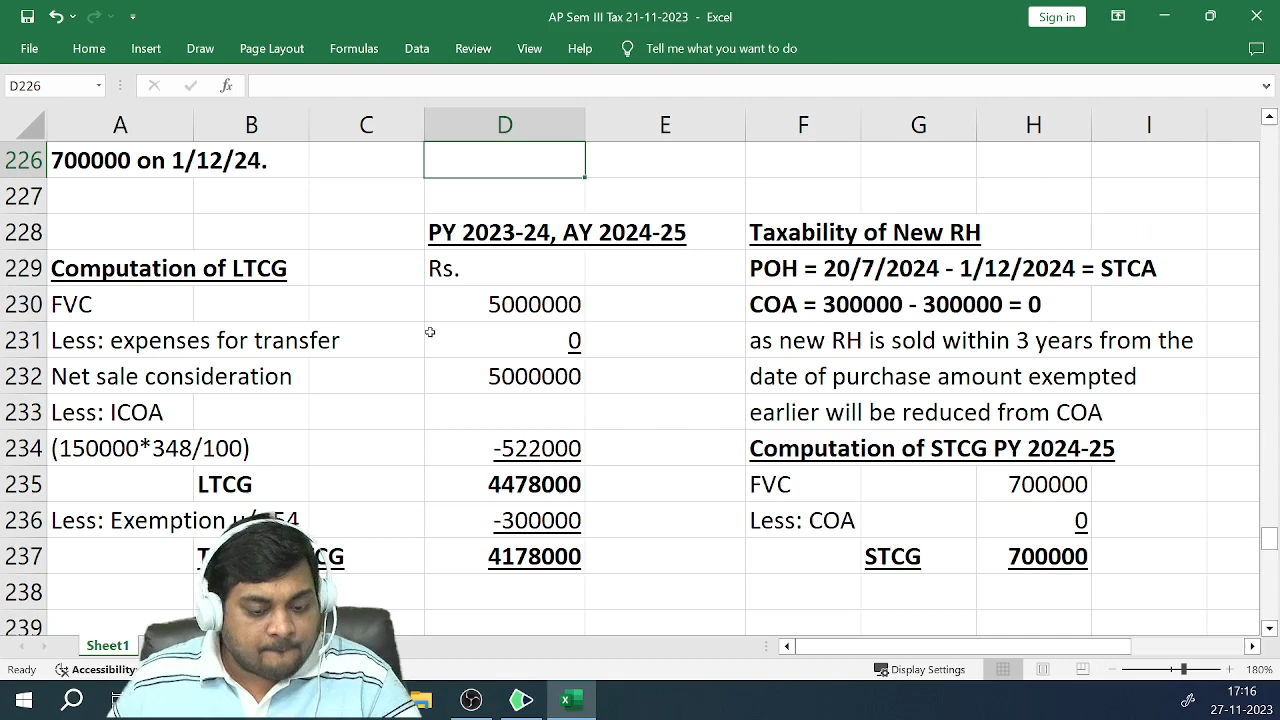 AP Sem III Tax 21-11-2023 - Excel
Sign in
File Home Insert Draw Page Layout Formulas Data Review View Help Tell me what you want to do
D226 fx
A B C D E F G H I
226 700000 on 1/12/24.
227
228 PY 2023-24, AY 2024-25 Taxability of New RH
229 Computation of LTCG Rs. POH = 20/7/2024 - 1/12/2024 = STCA
230 FVC 5000000 COA = 300000 - 300000 = 0
231 Less: expenses for transfer 0 as new RH is sold within 3 years from the
232 Net sale consideration 5000000 date of purchase amount exempted
233 Less: ICOA earlier will be reduced from COA
234 (150000*348/100) -522000 Computation of STCG PY 2024-25
235 LTCG 4478000 FVC 700000
236 Less: Exemption 54 -300000 Less: COA 0
237 4178000 STCG 700000
238
239
Sheet1
Ready Accessibility Display Settings 180%
17:16
27-11-2023